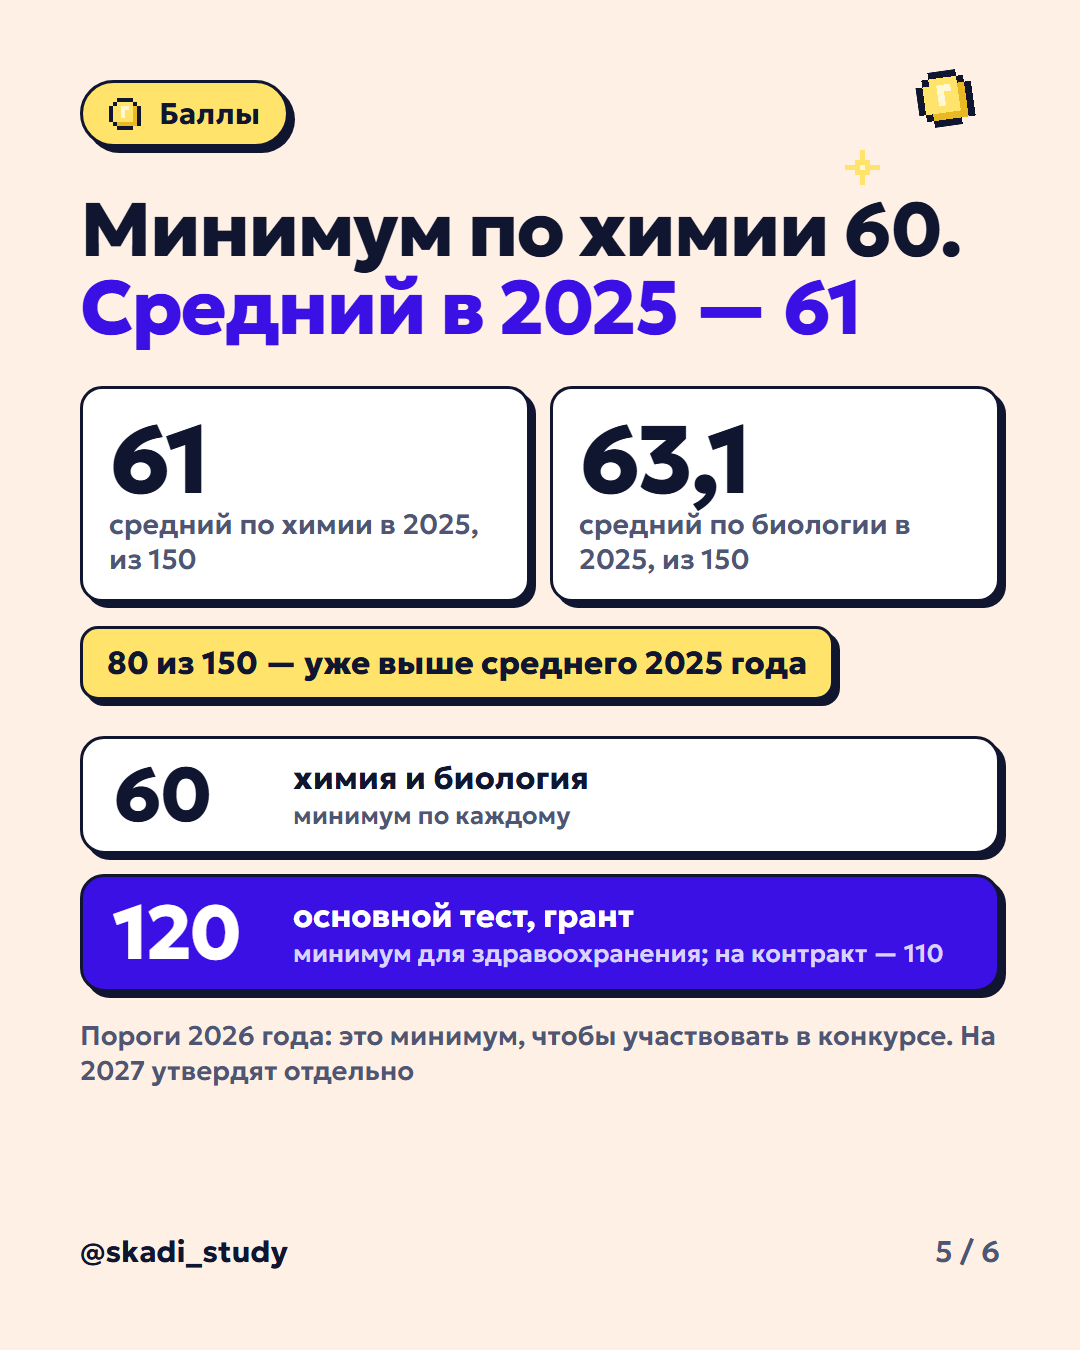 Баллы
Минимум по химии 60.
Средний в 2025 — 61
61
средний по химии в 2025,
из 150
63,1
средний по биологии в
2025, из 150
80 из 150 — уже выше среднего 2025 года
60
химия и биология
минимум по каждому
120
основной тест, грант
минимум для здравоохранения; на контракт — 110
Пороги 2026 года: это минимум, чтобы участвовать в конкурсе. На
2027 утвердят отдельно
@skadi_study
5 / 6